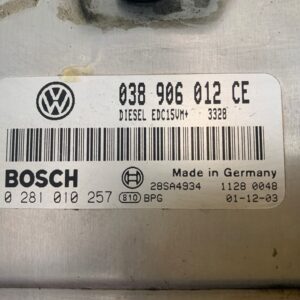 038 906 012 CE
DIESEL EDC15VM+ 3328
BOSCH
Made in Germany
28SA4934 1128 0048
0 281 010 257 e10 BPG 01-12-03